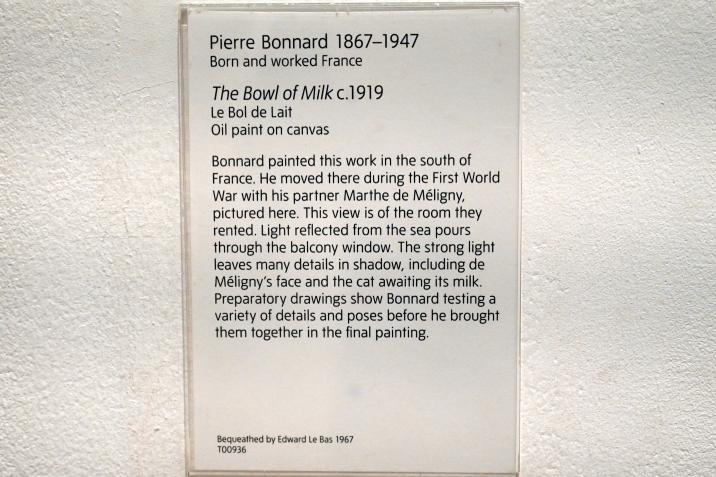 Pierre Bonnard 1867–1947
Born and worked France
The Bowl of Milk c.1919
Le Bol de Lait
Oil paint on canvas
Bonnard painted this work in the south of
France. He moved there during the First World
War with his partner Marthe de Méligny,
pictured here. This view is of the room they
rented. Light reflected from the sea pours
through the balcony window. The strong light
leaves many details in shadow, including de
Méligny’s face and the cat awaiting its milk.
Preparatory drawings show Bonnard testing a
variety of details and poses before he brought
them together in the final painting.
Bequeathed by Edward Le Bas 1967
T00936